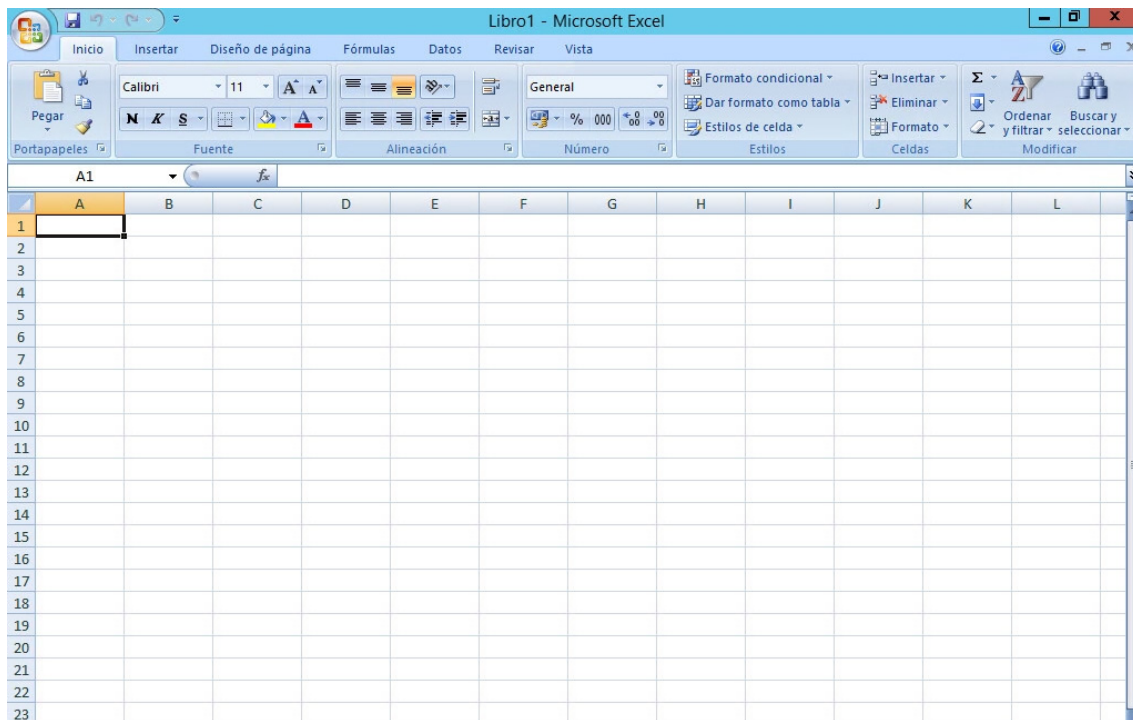 Libro1 - Microsoft Excel
Inicio Insertar Diseño de página Fórmulas Datos Revisar Vista
Pegar
Portapapeles
Calibri 11 A A
N K S A
Fuente
Alineación
General
% 000
Número
Formato condicional
Dar formato como tabla
Estilos de celda
Estilos
Insertar
Eliminar
Formato
Celdas
Σ
Ordenar y filtrar
Buscar y seleccionar
Modificar
A1 fx
A B C D E F G H I J K L
1
2
3
4
5
6
7
8
9
10
11
12
13
14
15
16
17
18
19
20
21
22
23